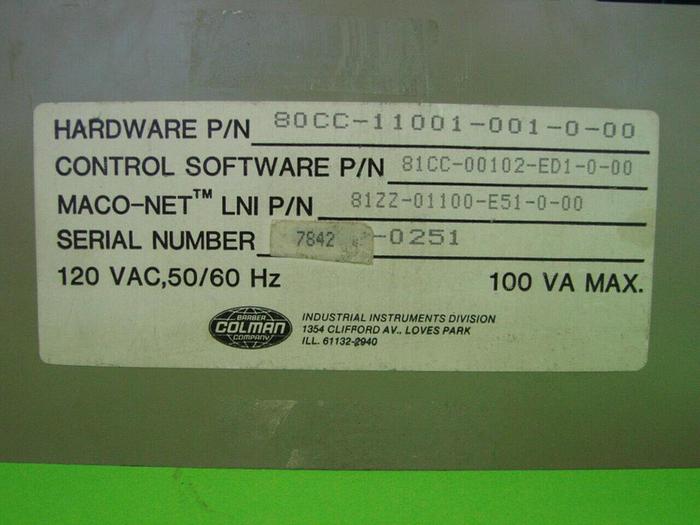 HARDWARE P/N 80CC-11001-001-0-00
CONTROL SOFTWARE P/N 81CC-00102-ED1-0-00
MACO-NET™ LNI P/N 81ZZ-01100-E51-0-00
SERIAL NUMBER 7842 -0251
120 VAC,50/60 Hz 100 VA MAX.
BARBER
COLMAN
COMPANY
INDUSTRIAL INSTRUMENTS DIVISION
1354 CLIFFORD AV., LOVES PARK
ILL. 61132-2940